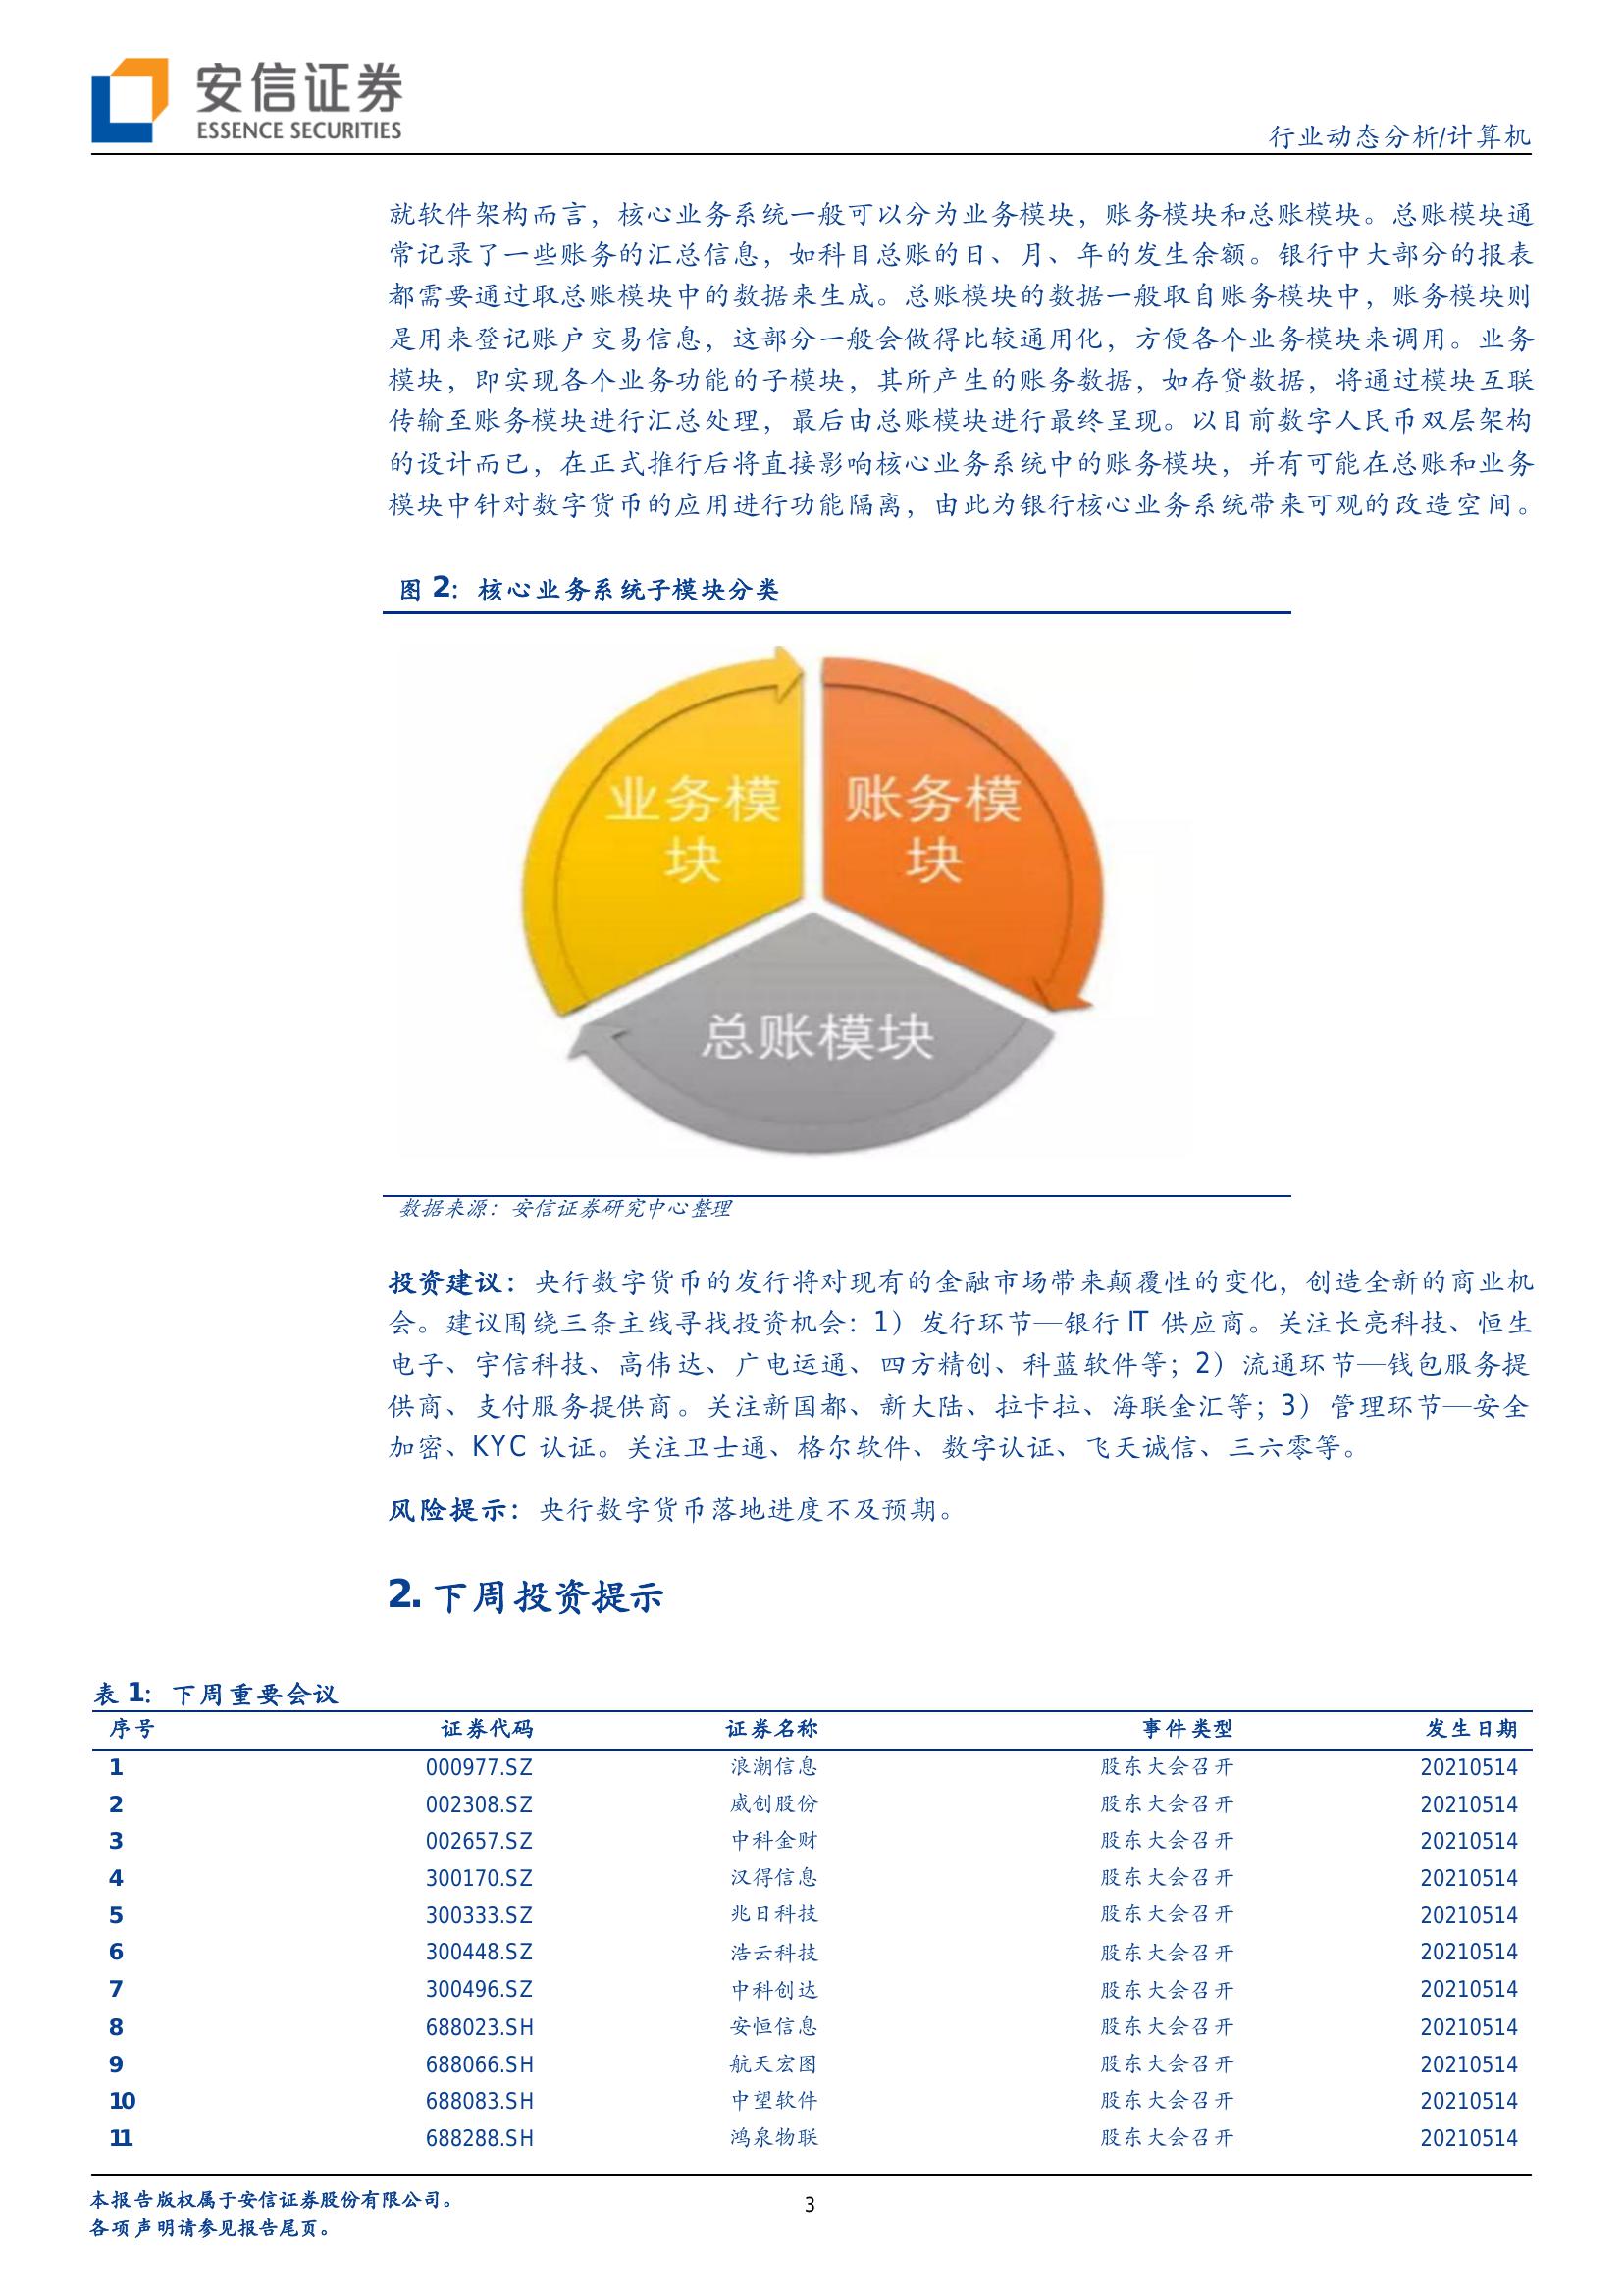 安信证券
ESSENCE SECURITIES
行业动态分析/计算机
就软件架构而言，核心业务系统一般可以分为业务模块，账务模块和总账模块。总账模块通
常记录了一些账务的汇总信息，如科目总账的日、月、年的发生余额。银行中大部分的报表
都需要通过取总账模块中的数据来生成。总账模块的数据一般取自账务模块中，账务模块则
是用来登记账户交易信息，这部分一般会做得比较通用化，方便各个业务模块来调用。业务
模块，即实现各个业务功能的子模块，其所产生的账务数据，如存贷数据，将通过模块互联
传输至账务模块进行汇总处理，最后由总账模块进行最终呈现。以目前数字人民币双层架构
的设计而已，在正式推行后将直接影响核心业务系统中的账务模块，并有可能在总账和业务
模块中针对数字货币的应用进行功能隔离，由此为银行核心业务系统带来可观的改造空间。
图 2：核心业务系统子模块分类
业务模
块
账务模
块
总账模块
数据来源：安信证券研究中心整理
投资建议：央行数字货币的发行将对现有的金融市场带来颠覆性的变化，创造全新的商业机
会。建议围绕三条主线寻找投资机会：1）发行环节—银行 IT 供应商。关注长亮科技、恒生
电子、宇信科技、高伟达、广电运通、四方精创、科蓝软件等；2）流通环节—钱包服务提
供商、支付服务提供商。关注新国都、新大陆、拉卡拉、海联金汇等；3）管理环节—安全
加密、KYC 认证。关注卫士通、格尔软件、数字认证、飞天诚信、三六零等。
风险提示：央行数字货币落地进度不及预期。
2. 下周投资提示
表 1：下周重要会议
序号 证券代码 证券名称 事件类型 发生日期
1 000977.SZ 浪潮信息 股东大会召开 20210514
2 002308.SZ 威创股份 股东大会召开 20210514
3 002657.SZ 中科金财 股东大会召开 20210514
4 300170.SZ 汉得信息 股东大会召开 20210514
5 300333.SZ 兆日科技 股东大会召开 20210514
6 300448.SZ 浩云科技 股东大会召开 20210514
7 300496.SZ 中科创达 股东大会召开 20210514
8 688023.SH 安恒信息 股东大会召开 20210514
9 688066.SH 航天宏图 股东大会召开 20210514
10 688083.SH 中望软件 股东大会召开 20210514
11 688288.SH 鸿泉物联 股东大会召开 20210514
本报告版权属于安信证券股份有限公司。
各项声明请参见报告尾页。
3